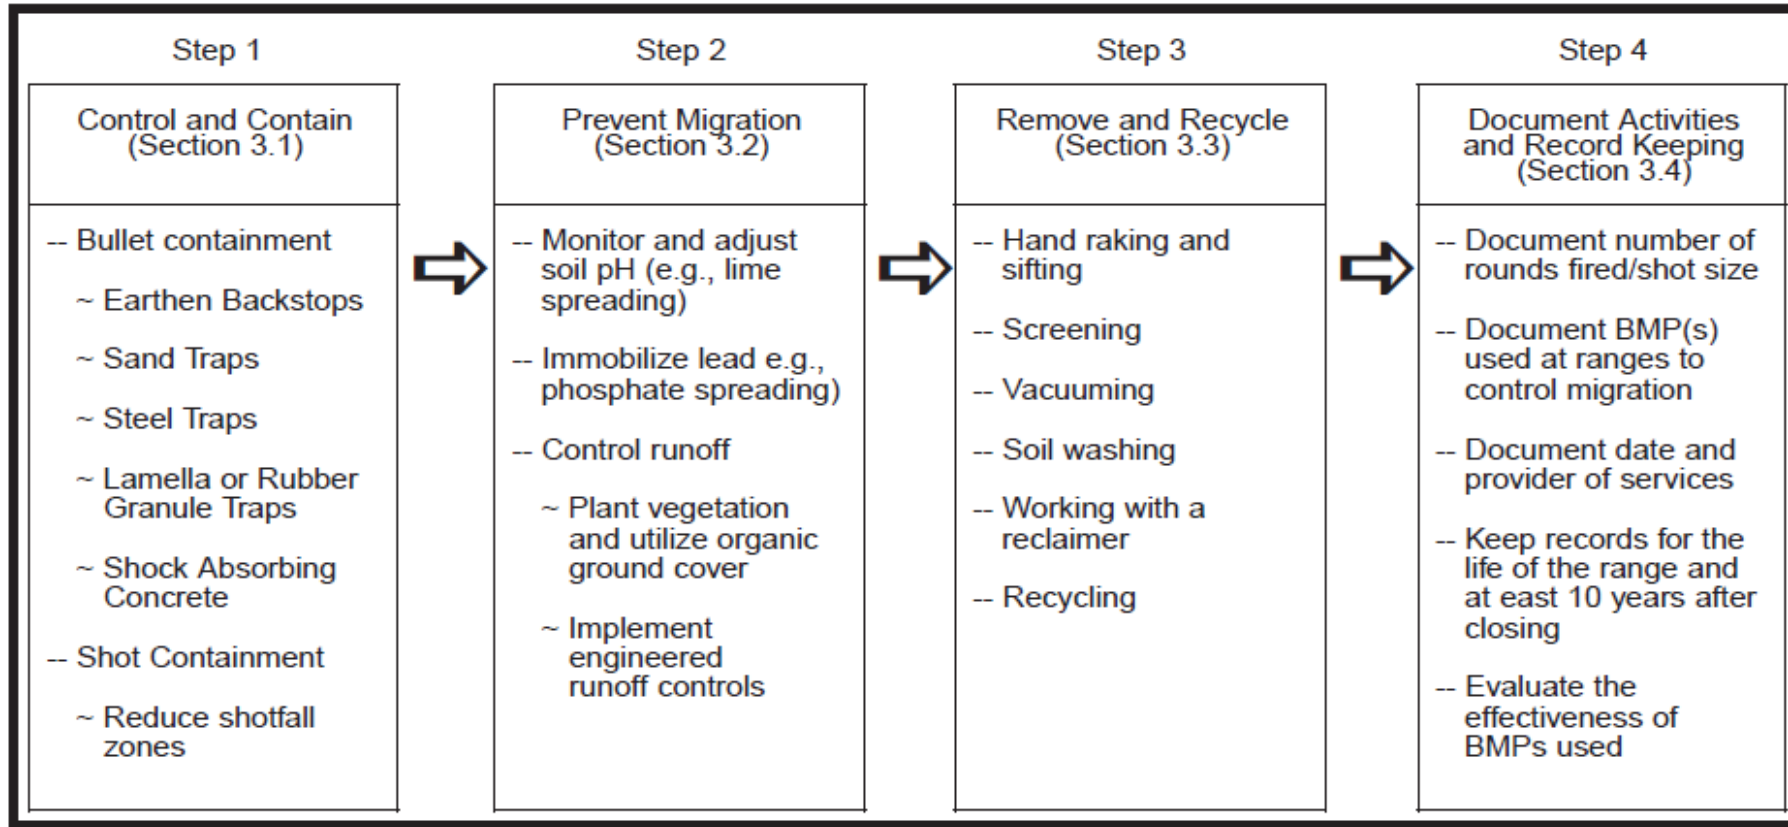 Step 1
Control and Contain
(Section 3.1)
-- Bullet containment
~ Earthen Backstops
~ Sand Traps
~ Steel Traps
~ Lamella or Rubber
Granule Traps
~ Shock Absorbing
Concrete
-- Shot Containment
~ Reduce shotfall
zones
Step 2
Prevent Migration
(Section 3.2)
-- Monitor and adjust
soil pH (e.g., lime
spreading)
-- Immobilize lead e.g.,
phosphate spreading)
-- Control runoff
~ Plant vegetation
and utilize organic
ground cover
~ Implement
engineered
runoff controls
Step 3
Remove and Recycle
(Section 3.3)
-- Hand raking and
sifting
-- Screening
-- Vacuuming
-- Soil washing
-- Working with a
reclaimer
-- Recycling
Step 4
Document Activities
and Record Keeping
(Section 3.4)
-- Document number of
rounds fired/shot size
-- Document BMP(s)
used at ranges to
control migration
-- Document date and
provider of services
-- Keep records for the
life of the range and
at east 10 years after
closing
-- Evaluate the
effectiveness of
BMPs used